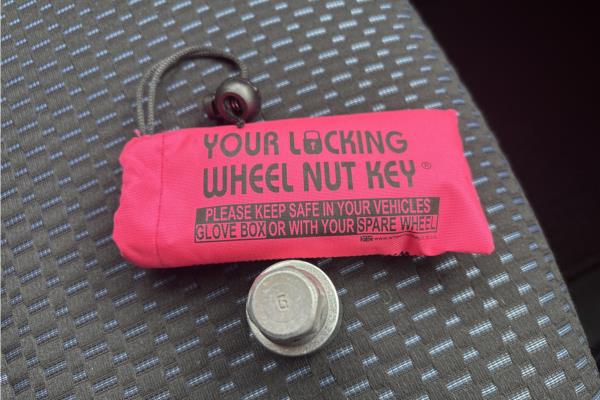 YOUR LOCKING
WHEEL NUT KEY®
PLEASE KEEP SAFE IN YOUR VEHICLES
GLOVE BOX OR WITH YOUR SPARE WHEEL
G